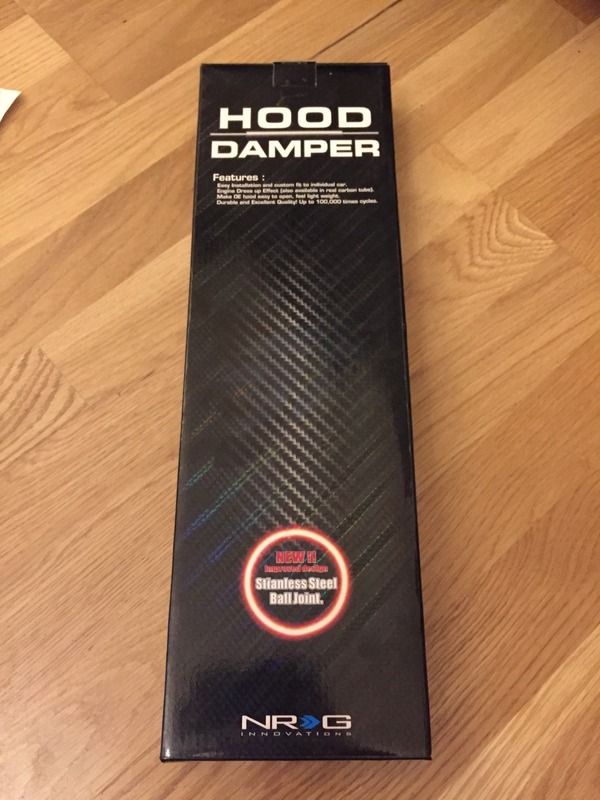 HOOD
DAMPER
Features :
Easy Installation and custom fit to individual car.
Engine Dress up Effect (also available in real carbon tube).
Make OE hood easy to open, feel light weight.
Durable and Excellent Quality! Up to 100,000 times cycles.
NEW !!
Improved design
Stianless Steel
Ball Joint.
NRG
INNOVATIONS